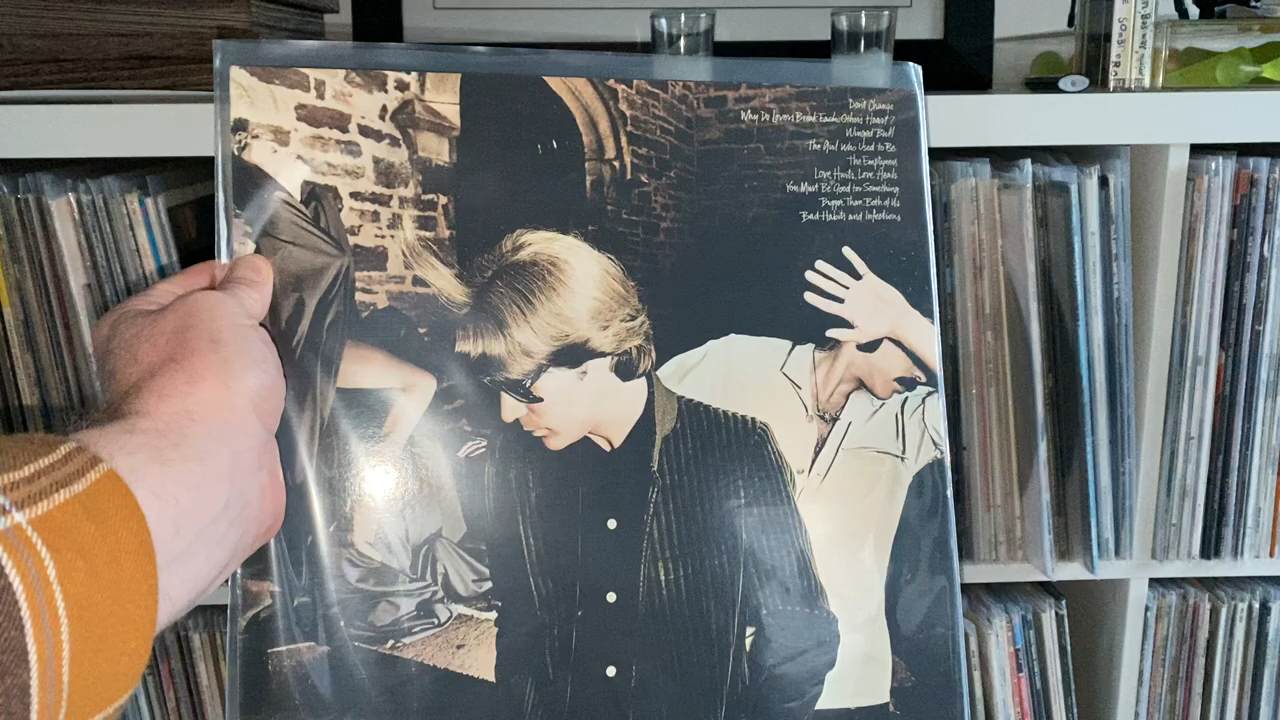 Don't Change
Why Do Lovers Break Each Others Heart?
Winged Bull
The Girl Who Used to Be
The Emptyness
Love Hurts, Love Heals
You Must Be Good for Something
Bigger Than Both of Us
Bad Habits and Infections